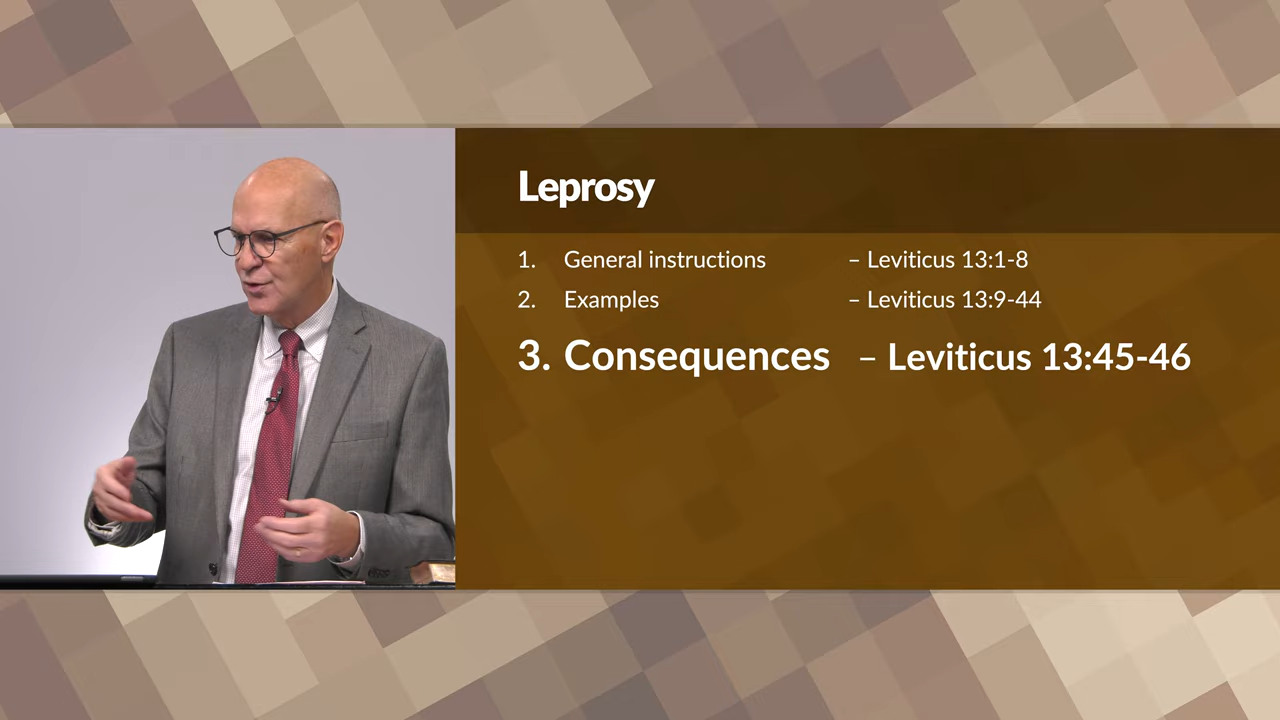 Leprosy
1. General instructions – Leviticus 13:1-8
2. Examples – Leviticus 13:9-44
3. Consequences – Leviticus 13:45-46